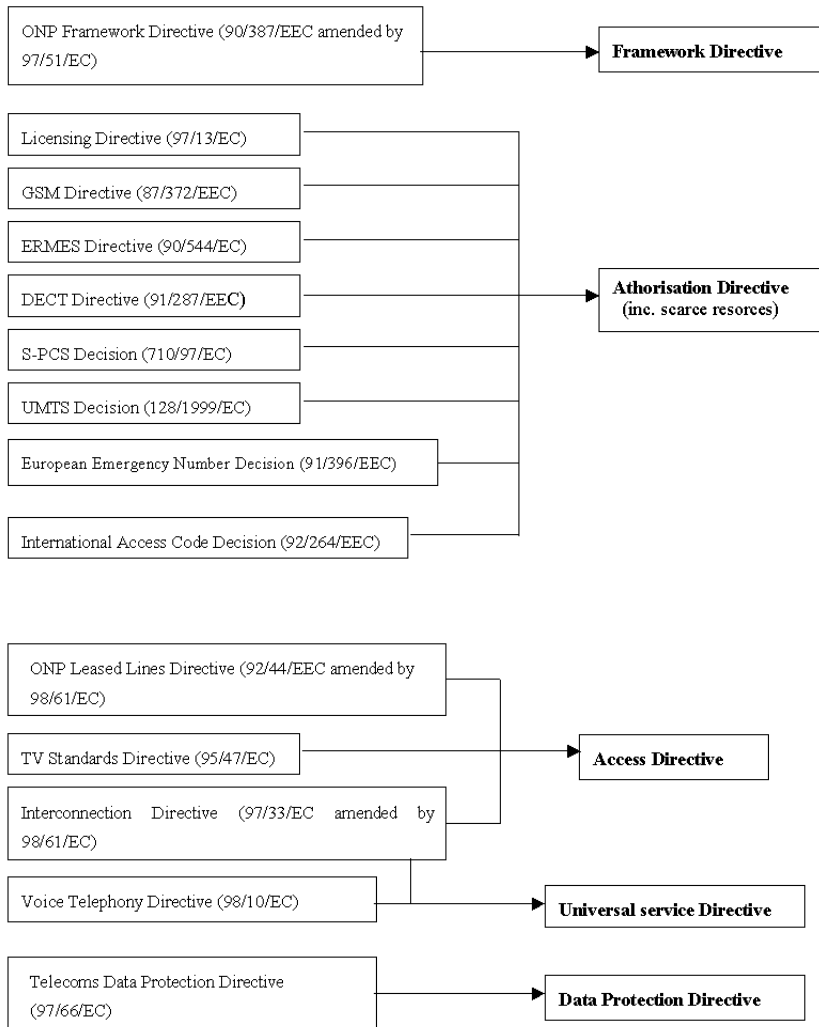 ONP Framework Directive (90/387/EEC amended by
97/51/EC)
Framework Directive
Licensing Directive (97/13/EC)
GSM Directive (87/372/EEC)
ERMES Directive (90/544/EC)
DECT Directive (91/287/EEC)
Athorisation Directive
(inc. scarce resorces)
S-PCS Decision (710/97/EC)
UMTS Decision (128/1999/EC)
European Emergency Number Decision (91/396/EEC)
International Access Code Decision (92/264/EEC)
ONP Leased Lines Directive (92/44/EEC amended by
98/61/EC)
TV Standards Directive (95/47/EC)
Access Directive
Interconnection Directive (97/33/EC amended by
98/61/EC)
Voice Telephony Directive (98/10/EC)
Universal service Directive
Telecoms Data Protection Directive
(97/66/EC)
Data Protection Directive